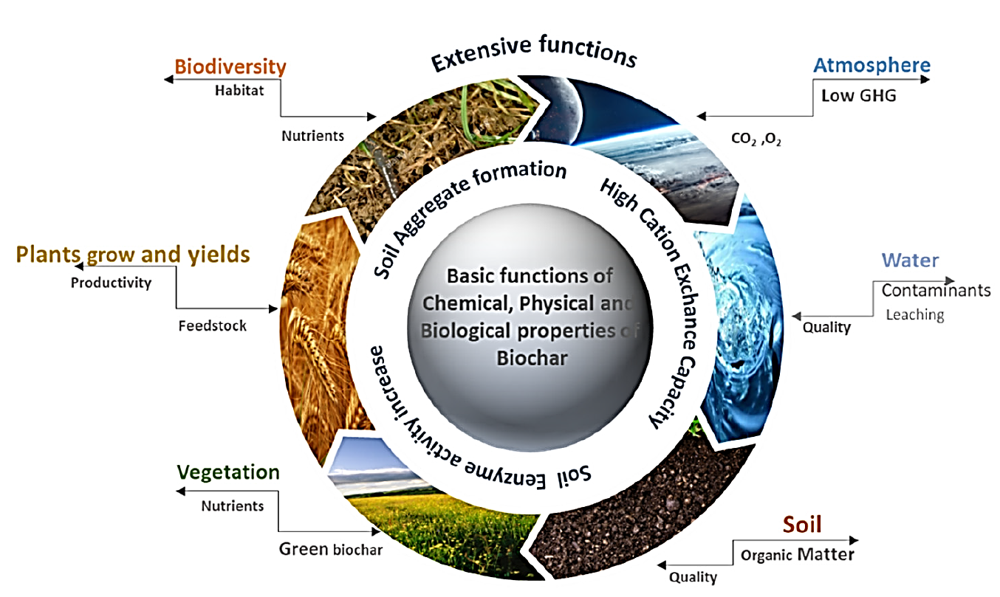 Extensive functions
Biodiversity
Habitat
Nutrients
Atmosphere
Low GHG
CO₂ ,O₂
Soil Aggregate formation
High Cation Exchance Capacity
Plants grow and yields
Productivity
Feedstock
Basic functions of
Chemical, Physical and
Biological properties of
Biochar
Water
Contaminants
Leaching
Quality
Soil Eenzyme activity increase
Vegetation
Nutrients
Green biochar
Soil
Organic Matter
Quality